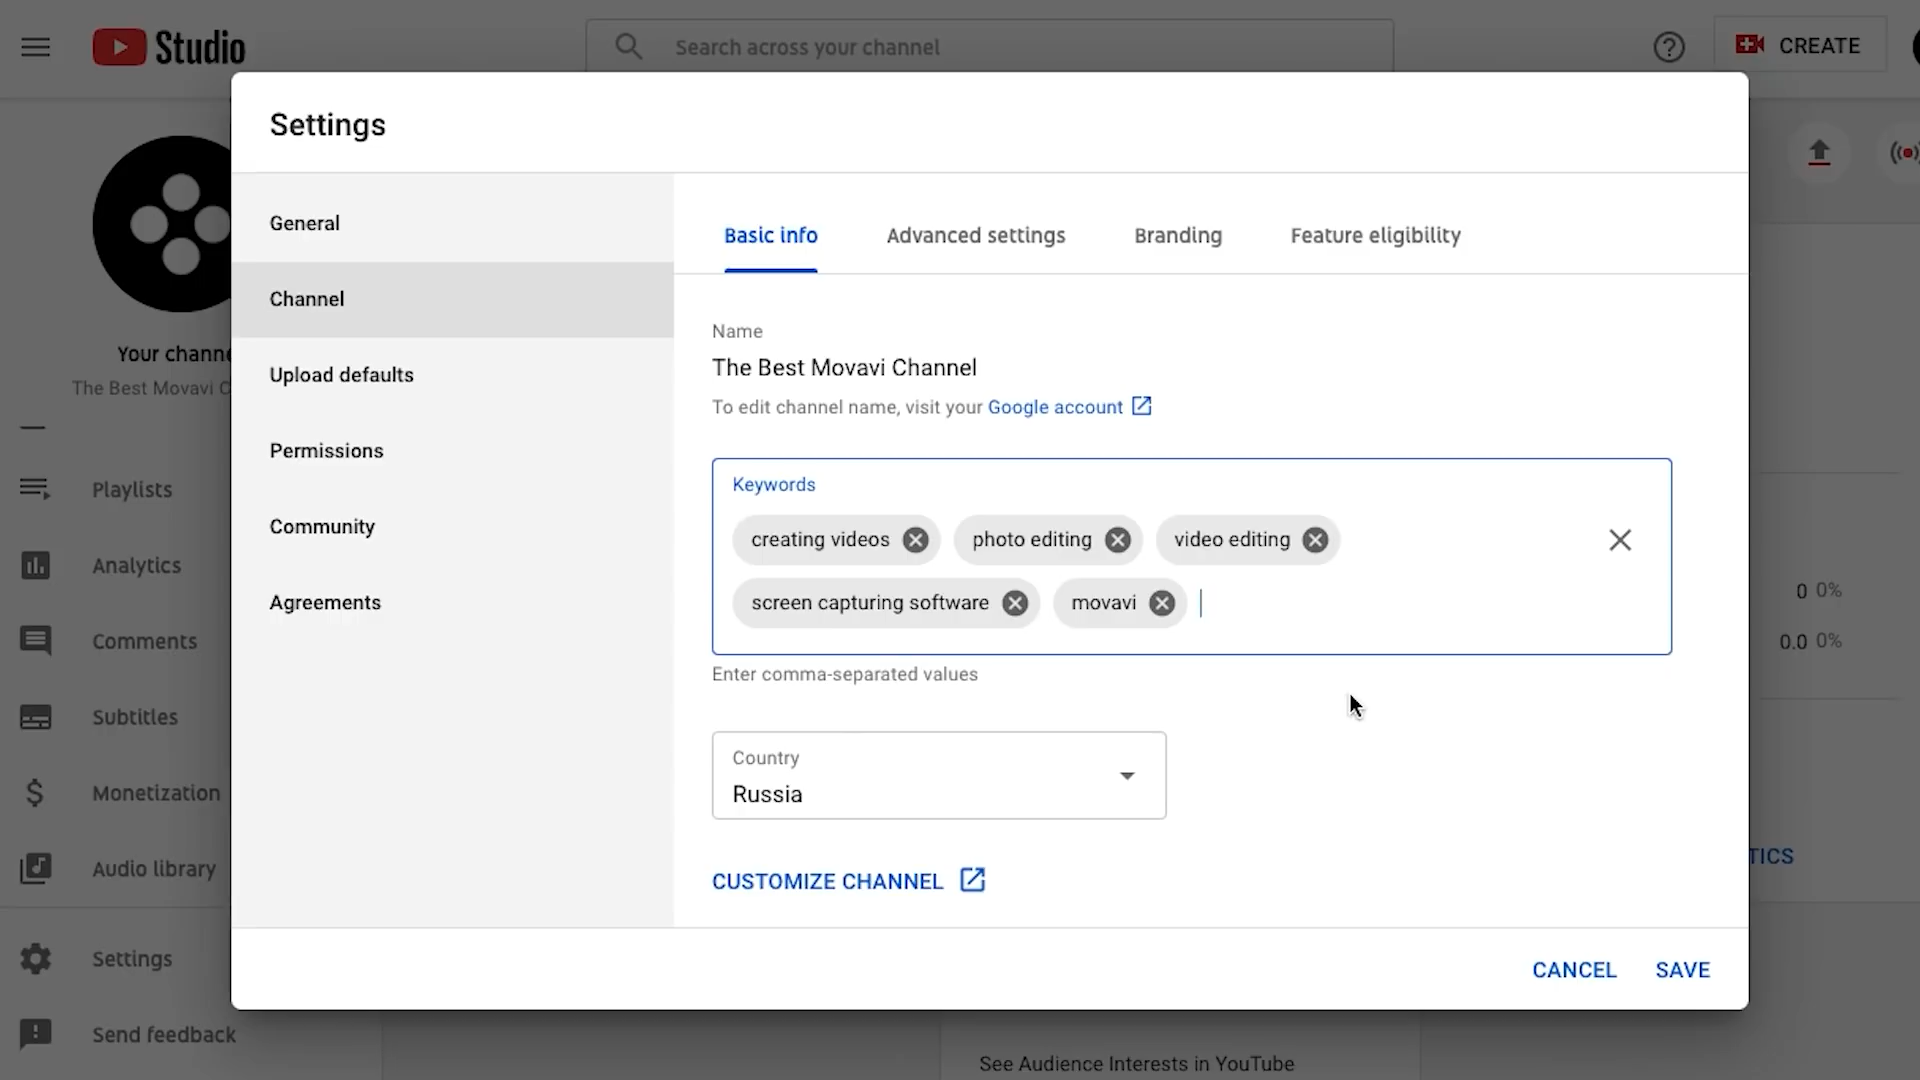 Studio
Search across your channel
CREATE
Settings
General
Channel
Upload defaults
Permissions
Community
Agreements
Basic info
Advanced settings
Branding
Feature eligibility
Name
The Best Movavi Channel
To edit channel name, visit your Google account
Keywords
creating videos
photo editing
video editing
screen capturing software
movavi
Enter comma-separated values
Country
Russia
CUSTOMIZE CHANNEL
CANCEL
SAVE
Your channe
The Best Movavi C
Playlists
Analytics
Comments
Subtitles
Monetization
Audio library
Settings
Send feedback
0 0%
0.0 0%
TICS
See Audience Interests in YouTube